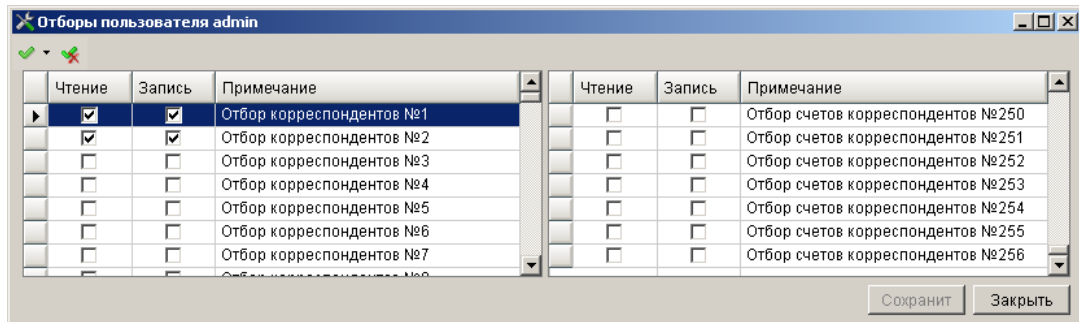 Отборы пользователя admin
Чтение Запись Примечание
Отбор корреспондентов №1
Отбор корреспондентов №2
Отбор корреспондентов №3
Отбор корреспондентов №4
Отбор корреспондентов №5
Отбор корреспондентов №6
Отбор корреспондентов №7
Чтение Запись Примечание
Отбор счетов корреспондентов №250
Отбор счетов корреспондентов №251
Отбор счетов корреспондентов №252
Отбор счетов корреспондентов №253
Отбор счетов корреспондентов №254
Отбор счетов корреспондентов №255
Отбор счетов корреспондентов №256
Сохранит Закрыть